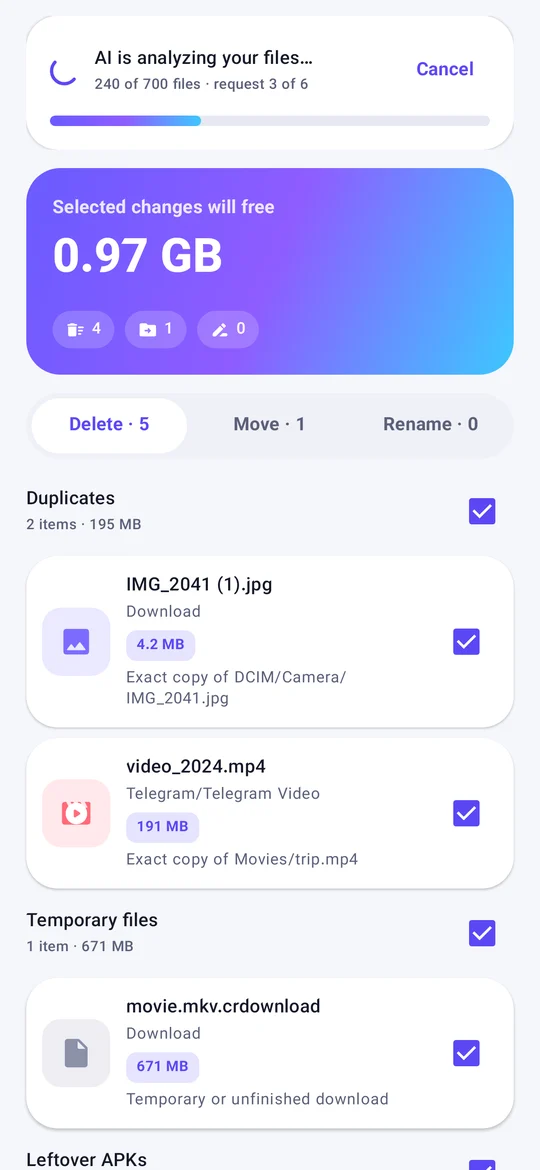 AI is analyzing your files…
Cancel
240 of 700 files · request 3 of 6
Selected changes will free
0.97 GB
4
1
0
Delete · 5
Move · 1
Rename · 0
Duplicates
2 items · 195 MB
IMG_2041 (1).jpg
Download
4.2 MB
Exact copy of DCIM/Camera/
IMG_2041.jpg
video_2024.mp4
Telegram/Telegram Video
191 MB
Exact copy of Movies/trip.mp4
Temporary files
1 item · 671 MB
movie.mkv.crdownload
Download
671 MB
Temporary or unfinished download
Leftover APKs